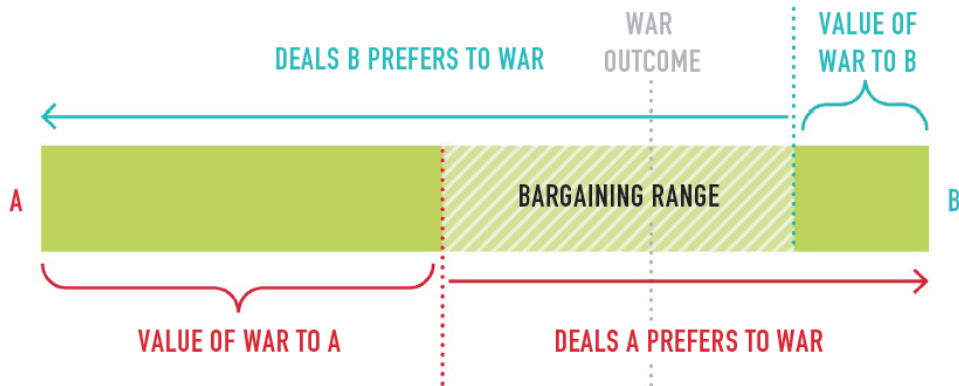 WAR
OUTCOME
VALUE OF
WAR TO B
DEALS B PREFERS TO WAR
A
BARGAINING RANGE
B
VALUE OF WAR TO A
DEALS A PREFERS TO WAR